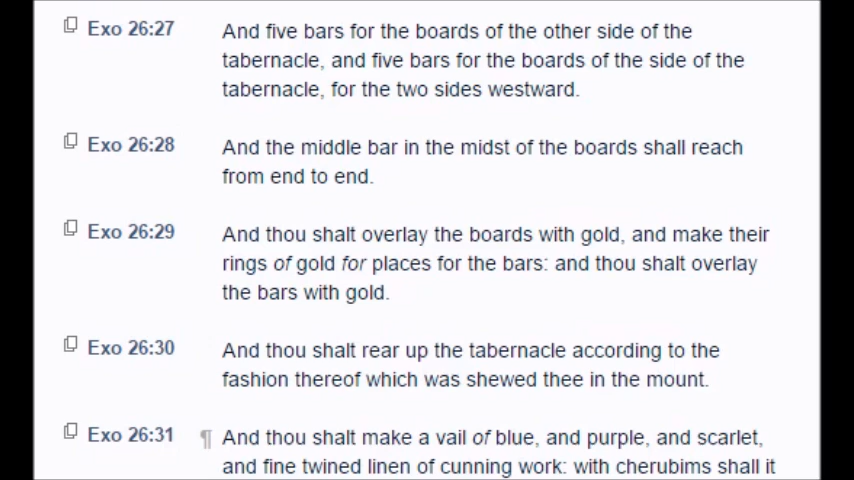 Exo 26:27 And five bars for the boards of the other side of the
tabernacle, and five bars for the boards of the side of the
tabernacle, for the two sides westward.
Exo 26:28 And the middle bar in the midst of the boards shall reach
from end to end.
Exo 26:29 And thou shalt overlay the boards with gold, and make their
rings of gold for places for the bars: and thou shalt overlay
the bars with gold.
Exo 26:30 And thou shalt rear up the tabernacle according to the
fashion thereof which was shewed thee in the mount.
Exo 26:31 ¶ And thou shalt make a vail of blue, and purple, and scarlet,
and fine twined linen of cunning work: with cherubims shall it